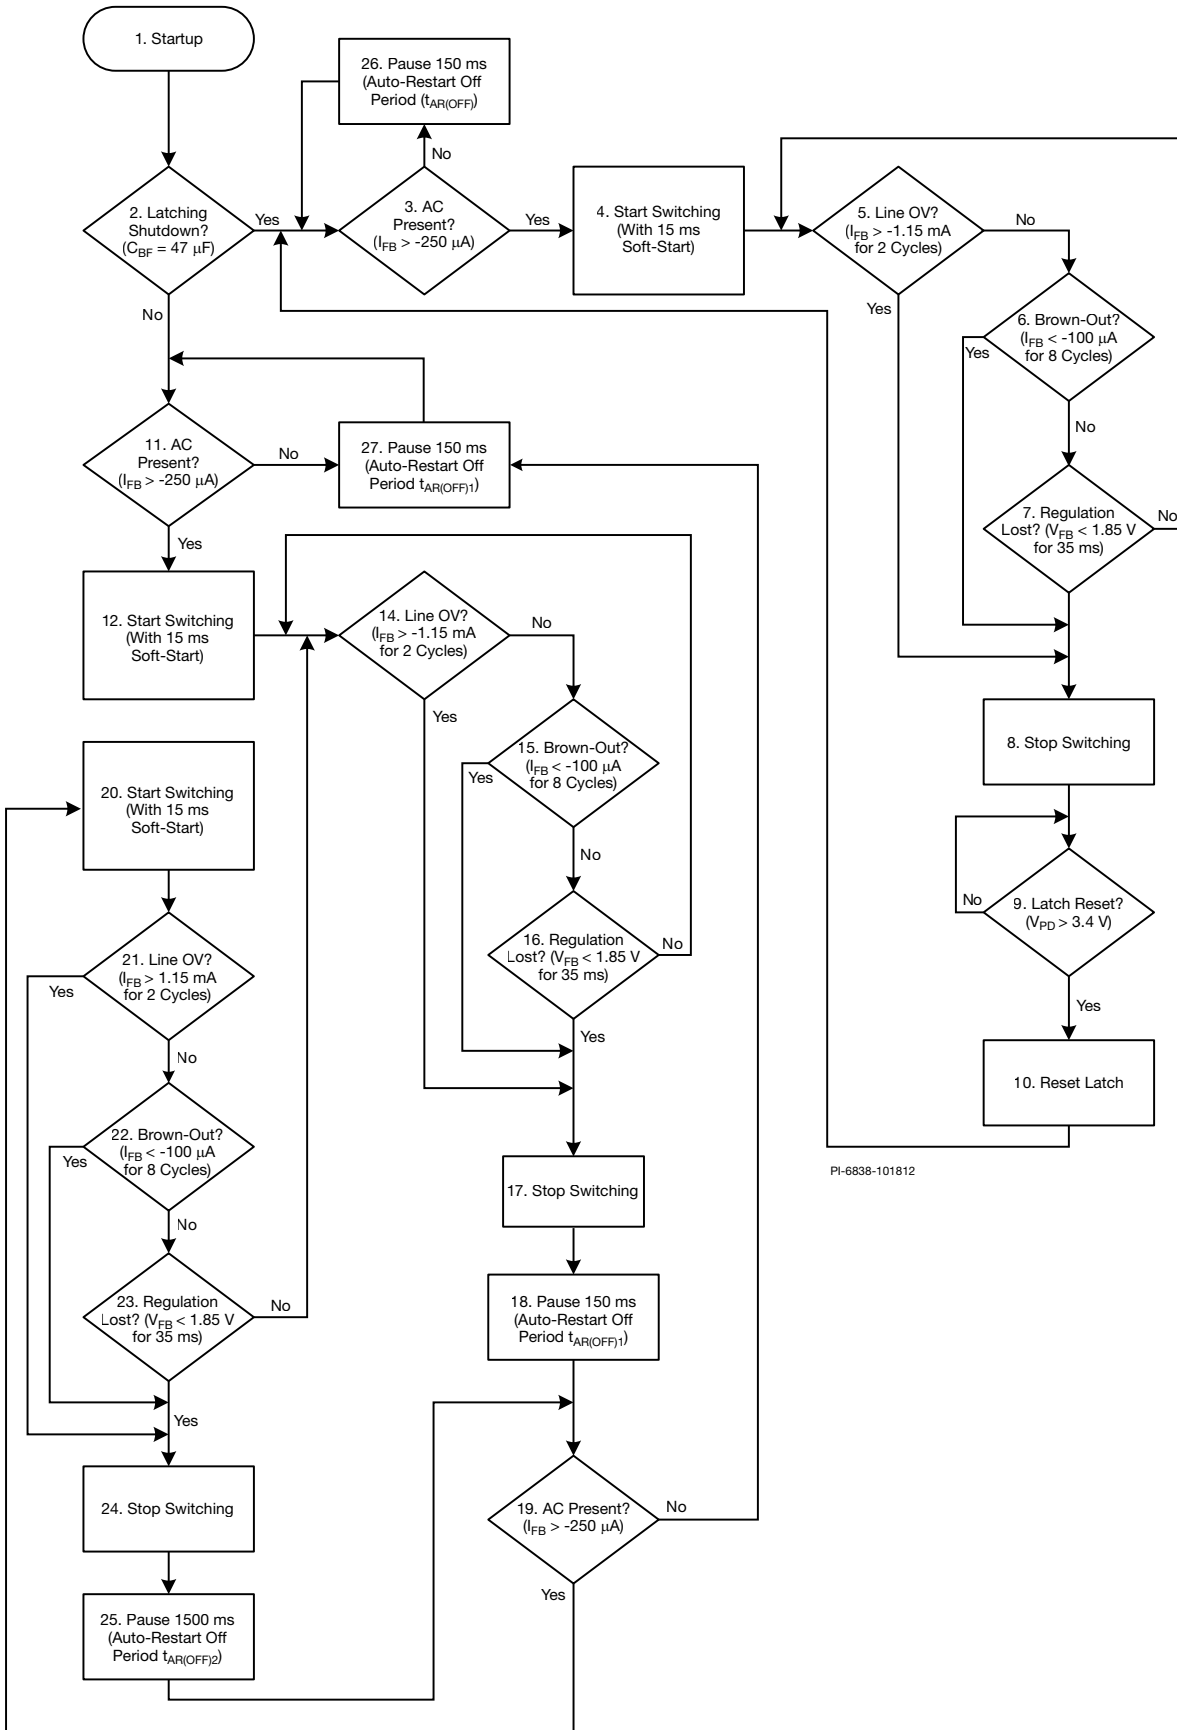 1. Startup
26. Pause 150 ms
(Auto-Restart Off
Period (tAR(OFF))
No
2. Latching
Shutdown?
(CBF = 47 μF)
Yes
No
3. AC
Present?
(IFB > -250 μA)
Yes
4. Start Switching
(With 15 ms
Soft-Start)
5. Line OV?
(IFB > -1.15 mA
for 2 Cycles)
No
Yes
6. Brown-Out?
(IFB < -100 μA
for 8 Cycles)
Yes
No
7. Regulation
Lost? (VFB < 1.85 V
for 35 ms)
No
8. Stop Switching
9. Latch Reset?
(VPD > 3.4 V)
No
Yes
10. Reset Latch
11. AC
Present?
(IFB > -250 μA)
No
Yes
27. Pause 150 ms
(Auto-Restart Off
Period tAR(OFF)1)
12. Start Switching
(With 15 ms
Soft-Start)
14. Line OV?
(IFB > -1.15 mA
for 2 Cycles)
No
Yes
15. Brown-Out?
(IFB < -100 μA
for 8 Cycles)
Yes
No
16. Regulation
Lost? (VFB < 1.85 V
for 35 ms)
No
Yes
17. Stop Switching
18. Pause 150 ms
(Auto-Restart Off
Period tAR(OFF)1)
19. AC Present?
(IFB > -250 μA)
No
Yes
20. Start Switching
(With 15 ms
Soft-Start)
21. Line OV?
(IFB > 1.15 mA
for 2 Cycles)
Yes
No
22. Brown-Out?
(IFB < -100 μA
for 8 Cycles)
Yes
No
23. Regulation
Lost? (VFB < 1.85 V
for 35 ms)
No
Yes
24. Stop Switching
25. Pause 1500 ms
(Auto-Restart Off
Period tAR(OFF)2)
PI-6838-101812